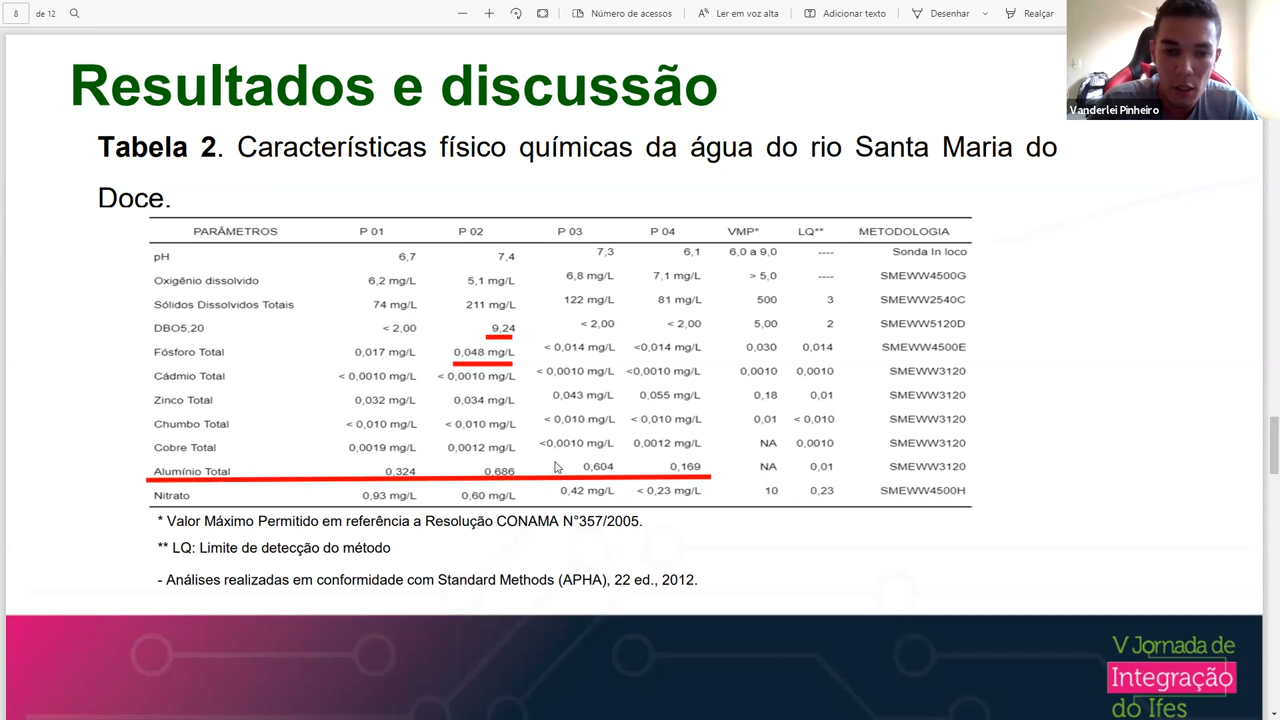 8 de 12 Número de acessos Ler em voz alta Adicionar texto Desenhar Realçar
Vanderlei Pinheiro
Resultados e discussão
Tabela 2. Características físico químicas da água do rio Santa Maria do
Doce.
PARÂMETROS P 01 P 02 P 03 P 04 VMP* LQ** METODOLOGIA
pH 6,7 7,4 7,3 6,1 6,0 a 9,0 ---- Sonda In loco
Oxigênio dissolvido 6,2 mg/L 5,1 mg/L 6,8 mg/L 7,1 mg/L > 5,0 ---- SMEWW4500G
Sólidos Dissolvidos Totais 74 mg/L 211 mg/L 122 mg/L 81 mg/L 500 3 SMEWW2540C
DBO5,20 < 2,00 9,24 < 2,00 < 2,00 5,00 2 SMEWW5120D
Fósforo Total 0,017 mg/L 0,048 mg/L < 0,014 mg/L <0,014 mg/L 0,030 0,014 SMEWW4500E
Cádmio Total < 0,0010 mg/L < 0,0010 mg/L < 0,0010 mg/L <0,0010 mg/L 0,0010 0,0010 SMEWW3120
Zinco Total 0,032 mg/L 0,034 mg/L 0,043 mg/L 0,055 mg/L 0,18 0,01 SMEWW3120
Chumbo Total < 0,010 mg/L < 0,010 mg/L < 0,010 mg/L < 0,010 mg/L 0,01 < 0,010 SMEWW3120
Cobre Total 0,0019 mg/L 0,0012 mg/L <0,0010 mg/L 0,0012 mg/L NA 0,0010 SMEWW3120
Alumínio Total 0,324 0,686 0,604 0,169 NA 0,01 SMEWW3120
Nitrato 0,93 mg/L 0,60 mg/L 0,42 mg/L < 0,23 mg/L 10 0,23 SMEWW4500H
* Valor Máximo Permitido em referência a Resolução CONAMA N°357/2005.
** LQ: Limite de detecção do método
- Análises realizadas em conformidade com Standard Methods (APHA), 22 ed., 2012.
V Jornada de
Integração
do Ifes